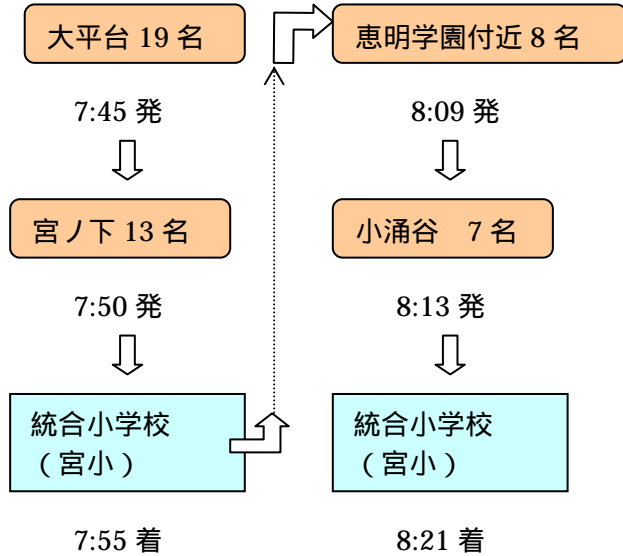 大平台 19 名
7:45 発
宮ノ下 13 名
7:50 発
統合小学校
（宮小）
7:55 着
恵明学園付近 8 名
8:09 発
小涌谷　7 名
8:13 発
統合小学校
（宮小）
8:21 着